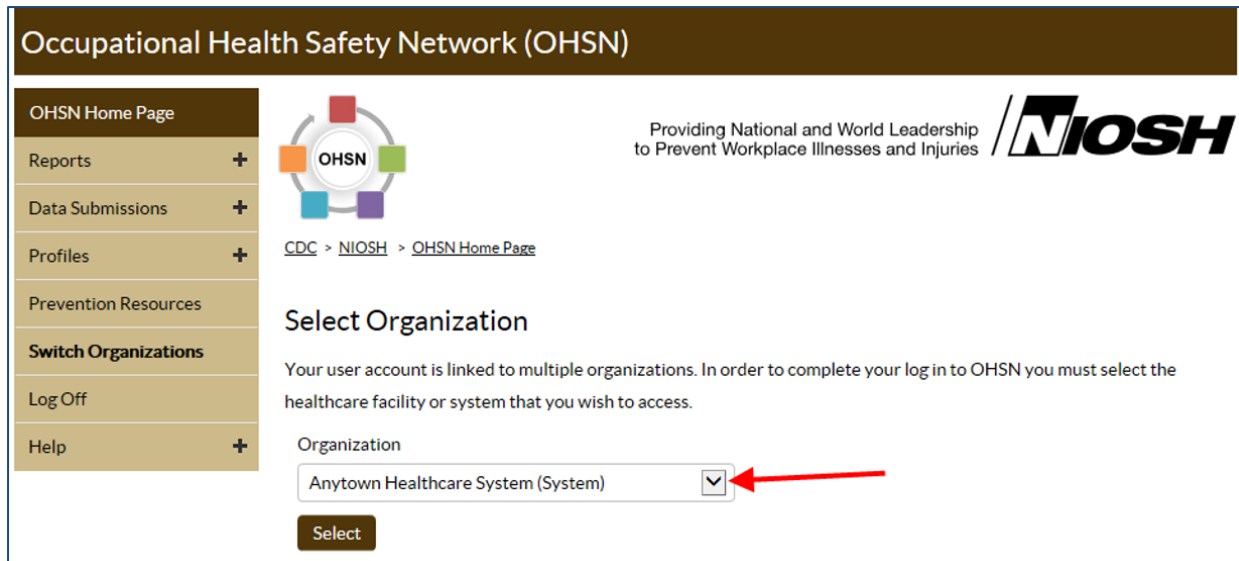 Occupational Health Safety Network (OHSN)
OHSN Home Page
Reports +
Data Submissions +
Profiles +
Prevention Resources
Switch Organizations
Log Off
Help +
OHSN
Providing National and World Leadership
to Prevent Workplace Illnesses and Injuries
NIOSH
CDC > NIOSH > OHSN Home Page
Select Organization
Your user account is linked to multiple organizations. In order to complete your log in to OHSN you must select the
healthcare facility or system that you wish to access.
Organization
Anytown Healthcare System (System)
Select